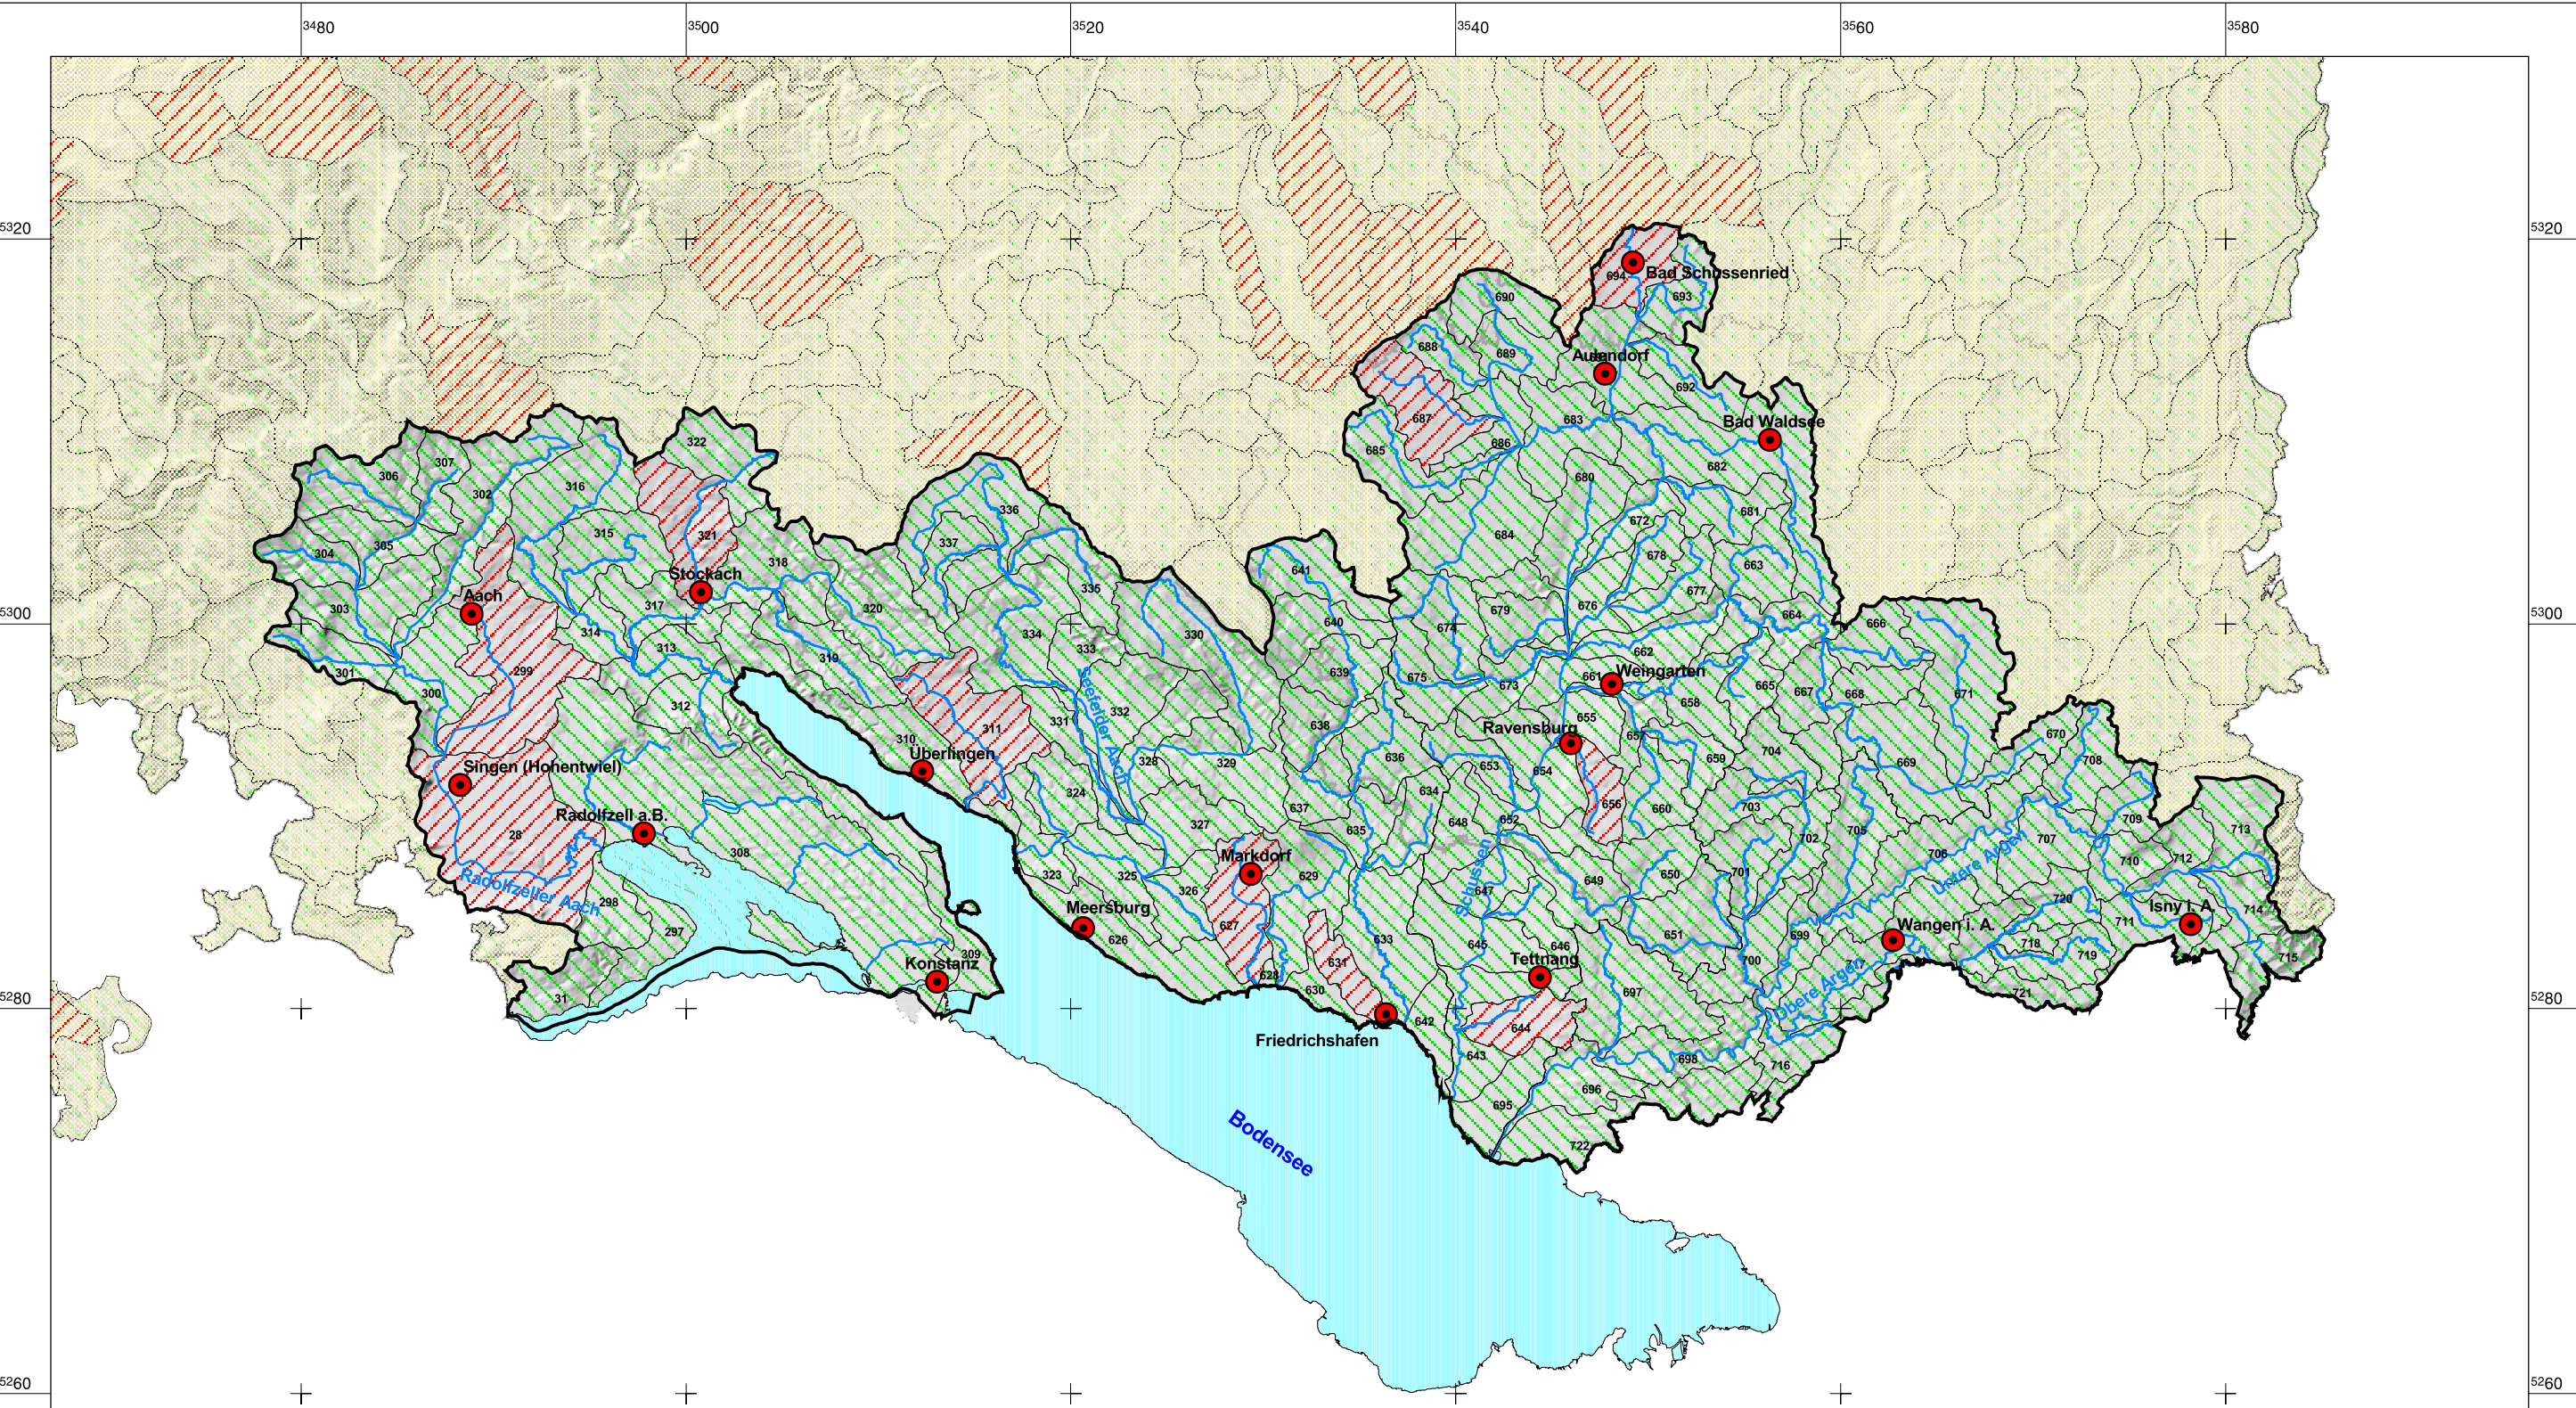 3480 3500 3520 3540 3560 3580
5320 5320
694 Bad Schussenried
693
690
688 689 Aulendorf
692
687 683 Bad Waldsee
322
307
306 302 316
685 686 682
680
336
321 315 337
304 305 318
Stockach
684 672 681
678 663
641
335
Aach 303 317 320
5300 5300
314 334 330 640
679 676 677 664 666
674
313 319 333
662
299
301 300 312
639 675 673 661 Weingarten
665 667 668 671
658
311 331 332
310 Überlingen
Seefelder Aach
638 Ravensburg 655 657
328 329 636 653 654 659 704 669 670 708
Singen (Hohentwiel)
324 634 656 660 703
637
Radolfzell a.B.
28 308 327 635 648 652 702 705 709 713
Markdorf
706 707 710 712
Untere Argen
323 325 326 629 647 649 650 701
Radolfzeller Aach
298 297
Schussen
Meersburg
626 627 633 645 646 651 699 Wangen i. A. 720 711 Isny i. A. 714
718 719 715
Konstanz 309
631 Tettnang 700
628 630 697 721
Obere Argen
31
5280 5280
642 644
Friedrichshafen
643 698 716
696
695
722
Bodensee
5260 5260